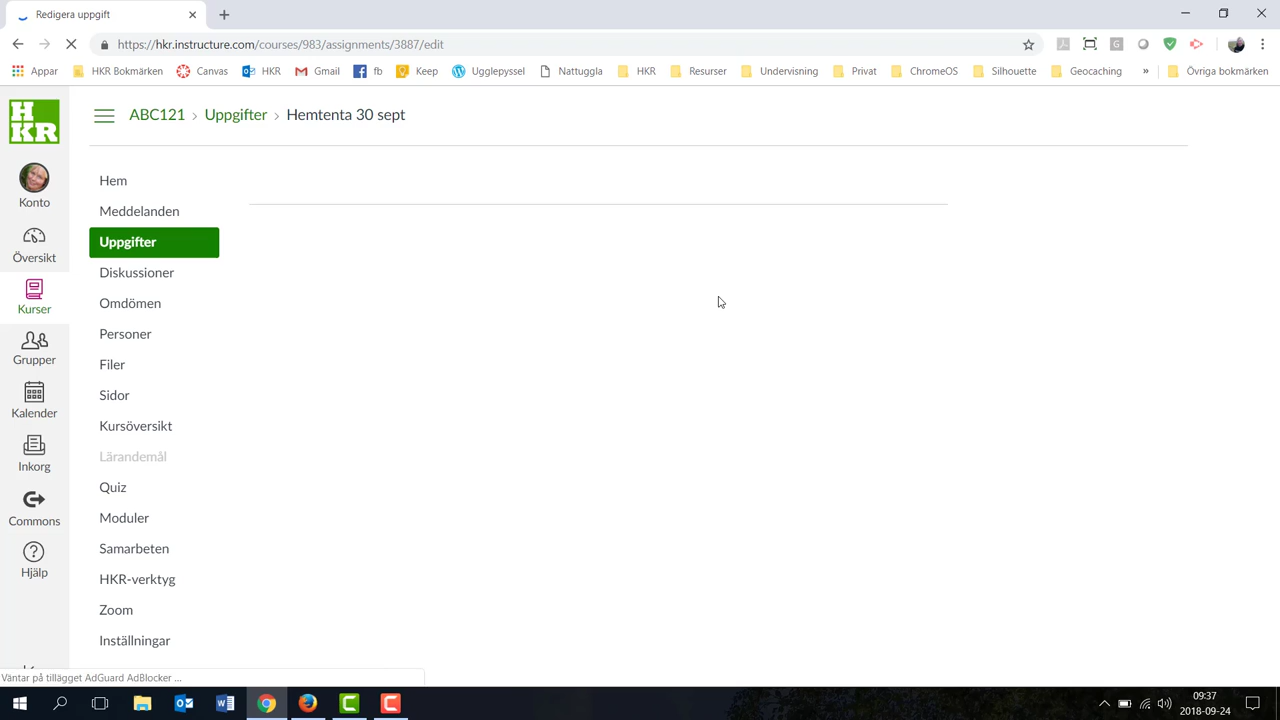 Redigera uppgift
https://hkr.instructure.com/courses/983/assignments/3887/edit
Appar HKR Bokmärken Canvas HKR Gmail fb Keep Ugglepyssel Nattuggla HKR Resurser Undervisning Privat ChromeOS Silhouette Geocaching » Övriga bokmärken
HKR
ABC121 › Uppgifter › Hemtenta 30 sept
Konto
Översikt
Kurser
Grupper
Kalender
Inkorg
Commons
Hjälp
Hem
Meddelanden
Uppgifter
Diskussioner
Omdömen
Personer
Filer
Sidor
Kursöversikt
Lärandemål
Quiz
Moduler
Samarbeten
HKR-verktyg
Zoom
Inställningar
Väntar på tillägget AdGuard AdBlocker ...
09:37
2018-09-24